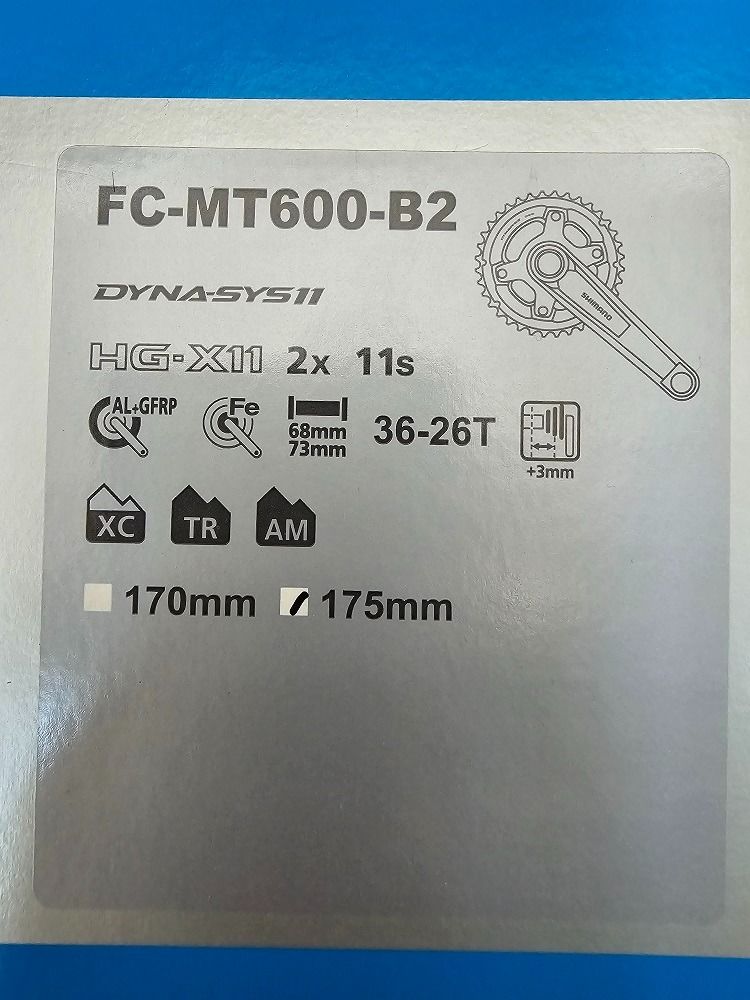 FC-MT600-B2
SHIMANO
DYNA-SYS11
HG-X11 2x 11s
AL+GFRP Fe 68mm 73mm 36-26T +3mm
XC TR AM
170mm 175mm